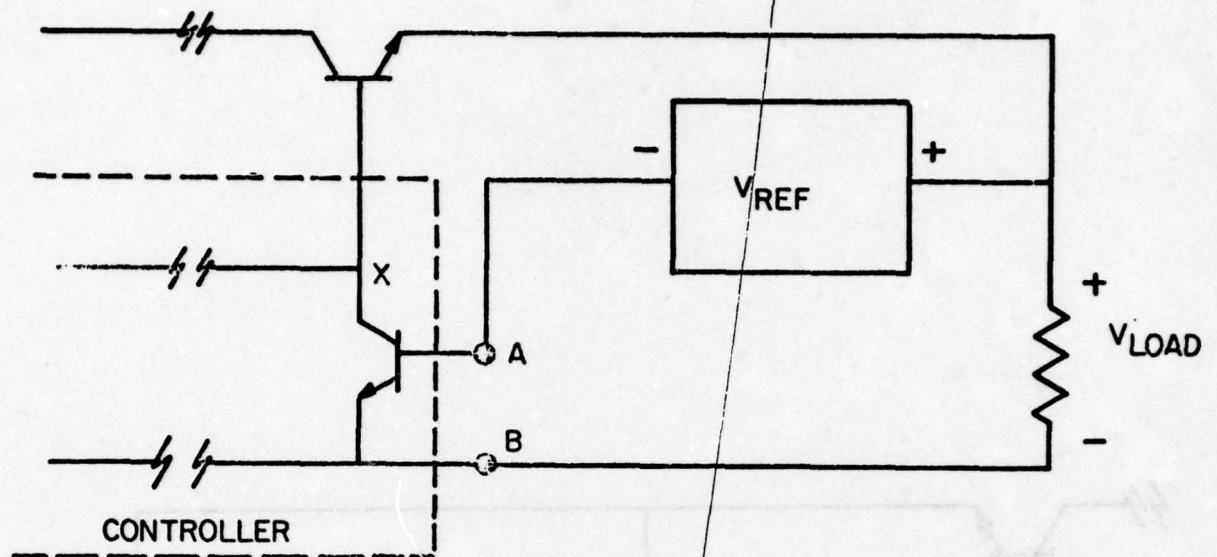 - V_REF +
X
+
A
V_LOAD
B
-
CONTROLLER